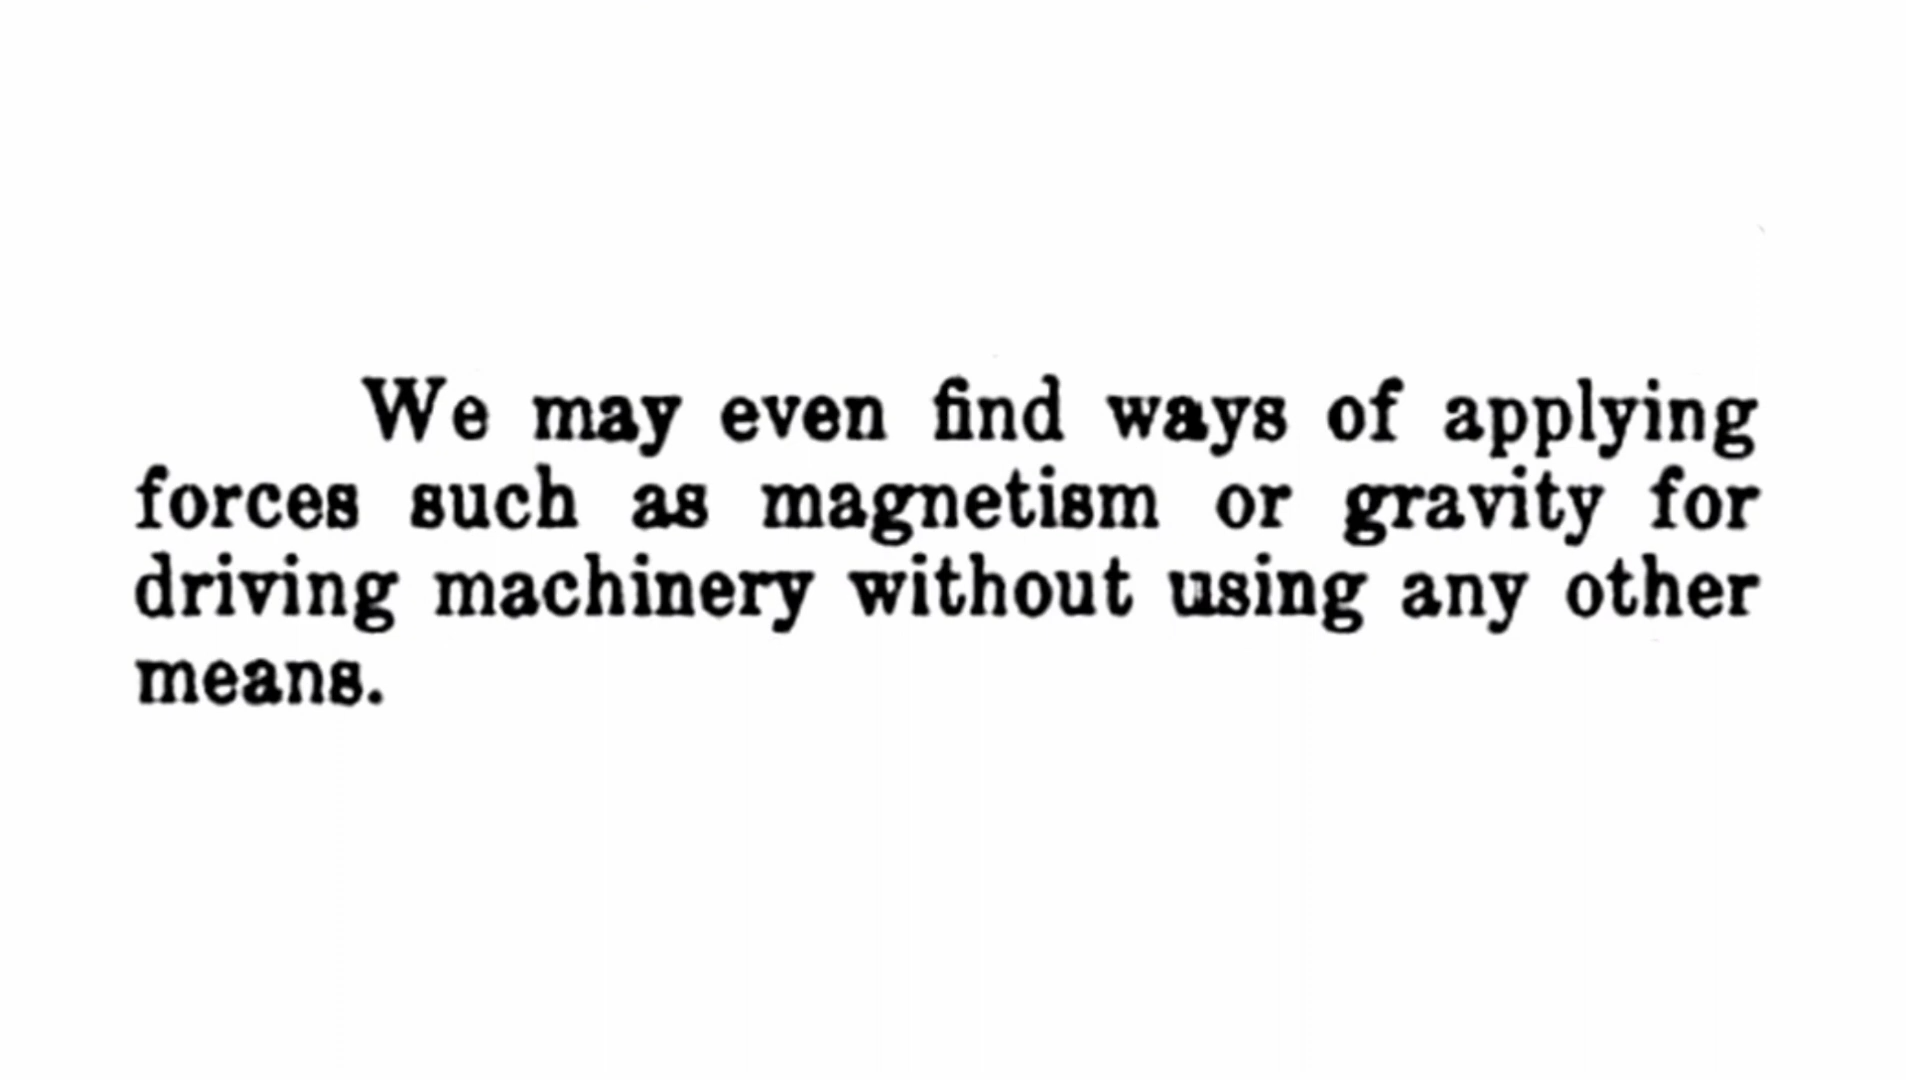 We may even find ways of applying
forces such as magnetism or gravity for
driving machinery without using any other
means.